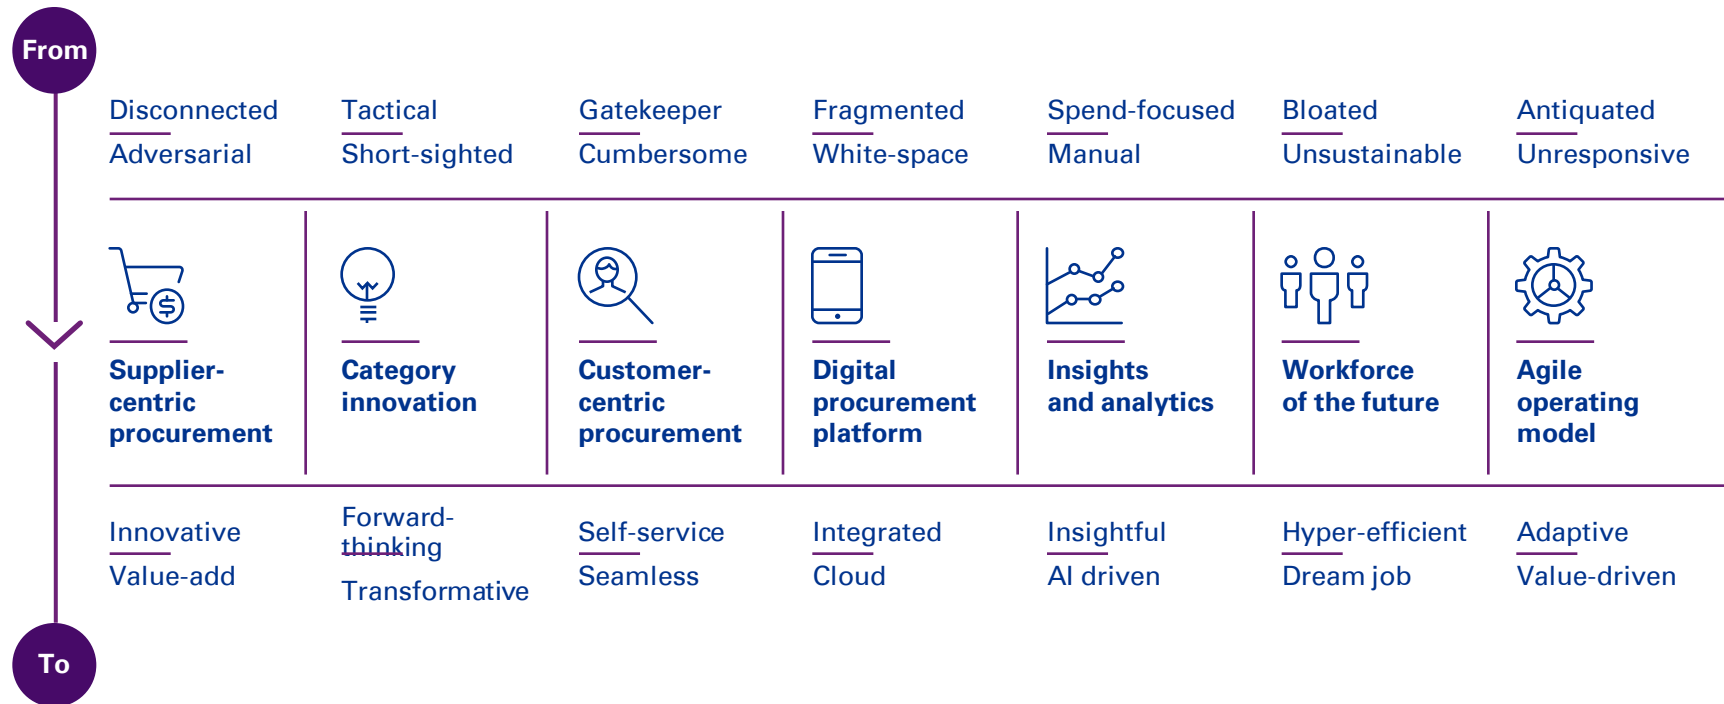 From
Disconnected
Adversarial
Tactical
Short-sighted
Gatekeeper
Cumbersome
Fragmented
White-space
Spend-focused
Manual
Bloated
Unsustainable
Antiquated
Unresponsive
Supplier-
centric
procurement
Category
innovation
Customer-
centric
procurement
Digital
procurement
platform
Insights
and analytics
Workforce
of the future
Agile
operating
model
Innovative
Value-add
Forward-
thinking
Transformative
Self-service
Seamless
Integrated
Cloud
Insightful
AI driven
Hyper-efficient
Dream job
Adaptive
Value-driven
To